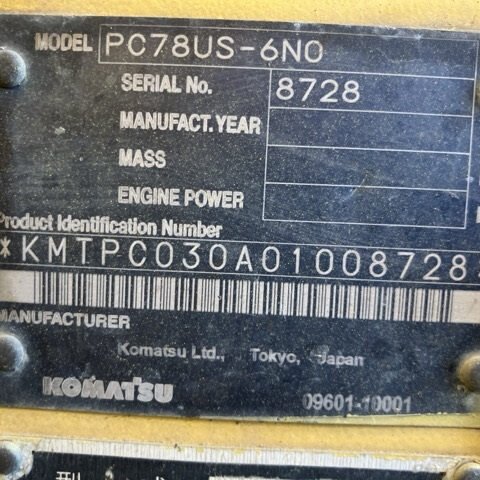 MODEL PC78US-6N0
SERIAL No. 8728
MANUFACT. YEAR
MASS
ENGINE POWER
Product Identification Number
*KMTPC030A01008728
MANUFACTURER
Komatsu Ltd., Tokyo, Japan
KOMATSU 09601-10001
型